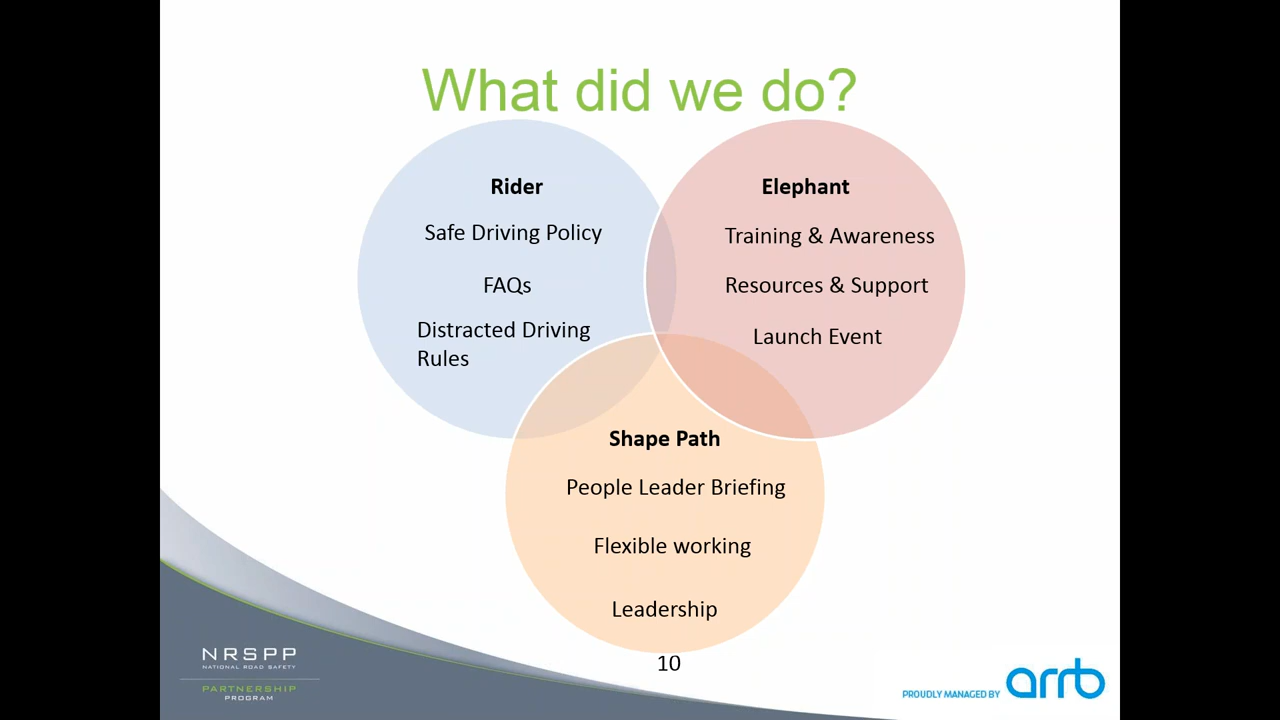 What did we do?
Rider
Safe Driving Policy
FAQs
Distracted Driving
Rules
Elephant
Training & Awareness
Resources & Support
Launch Event
Shape Path
People Leader Briefing
Flexible working
Leadership
10
NRSPP
NATIONAL ROAD SAFETY
PARTNERSHIP
PROGRAM
PROUDLY MANAGED BY arrb